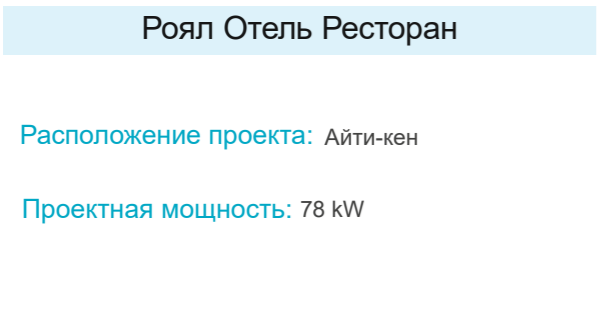 Роял Отель Ресторан
Расположение проекта: Айти-кен
Проектная мощность: 78 kW